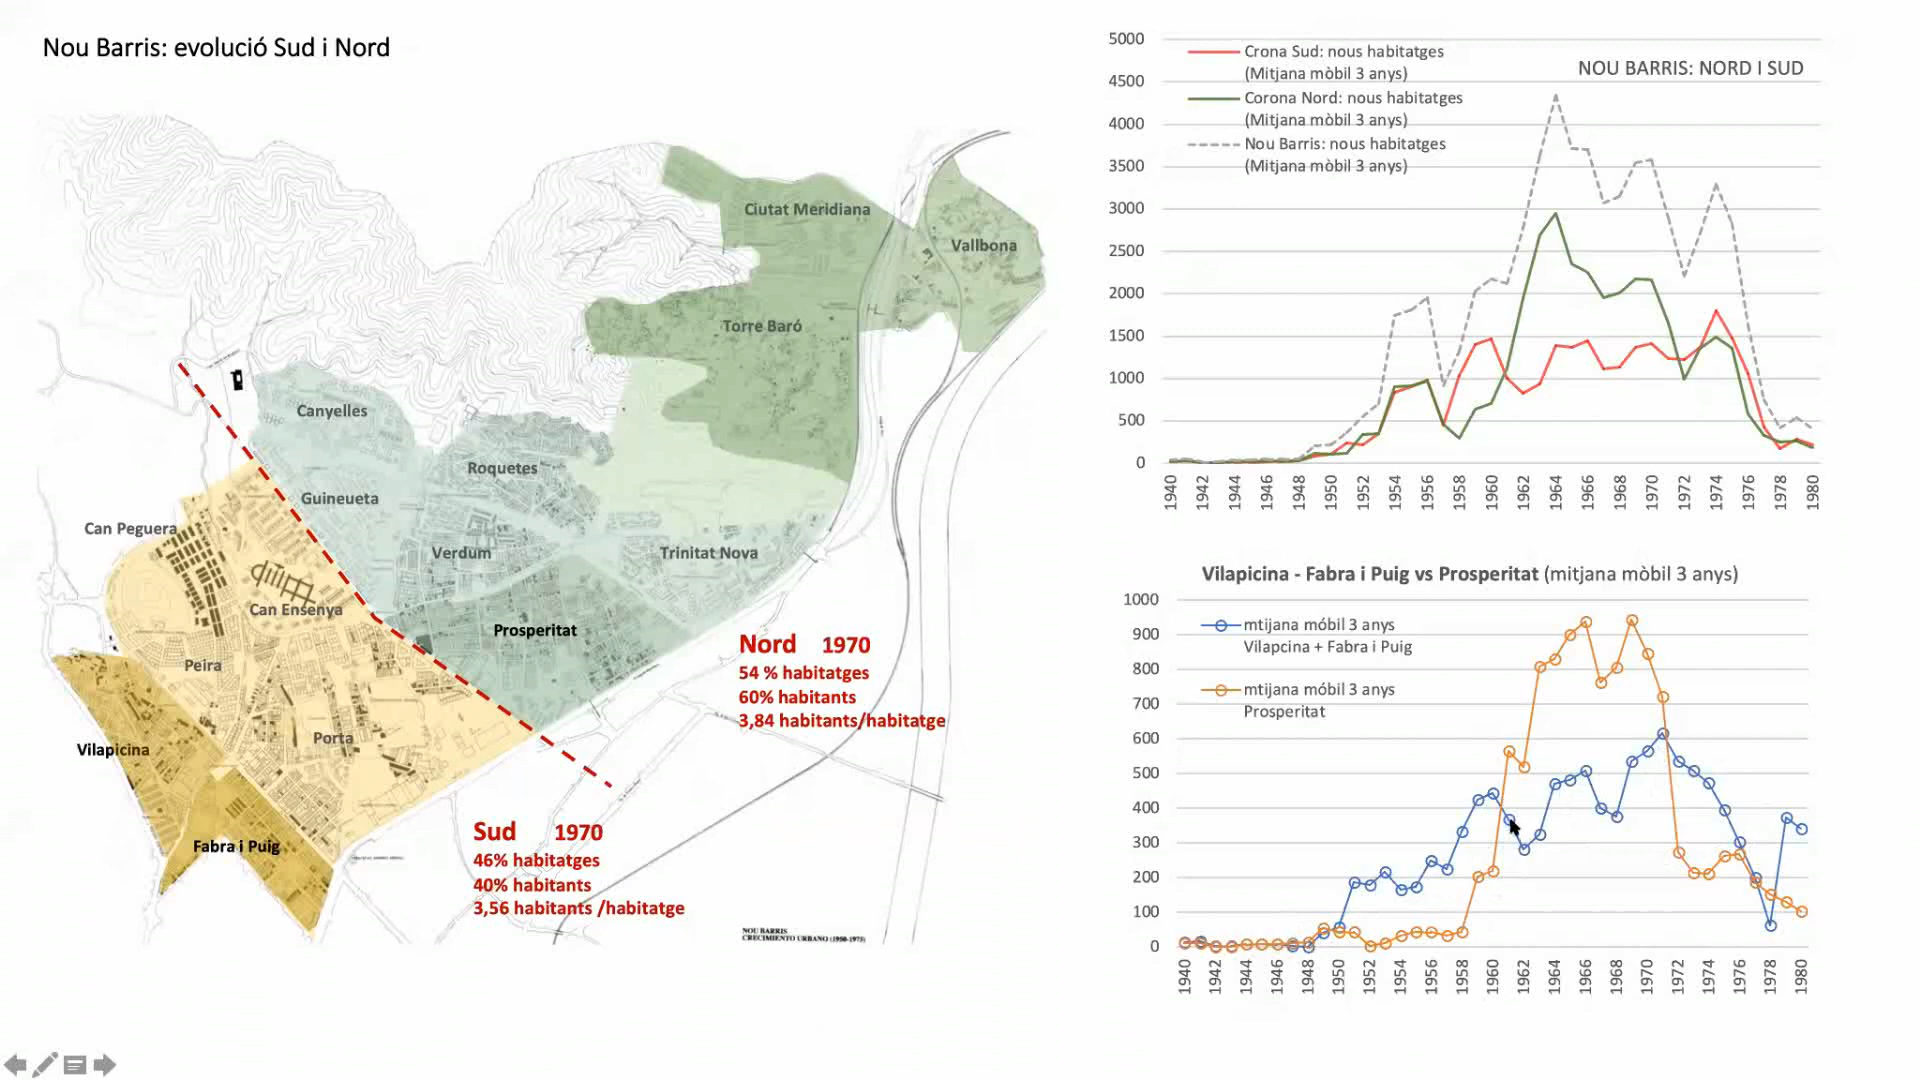 Nou Barris: evolució Sud i Nord
Ciutat Meridiana
Vallbona
Torre Baró
Canyelles
Roquetes
Guineueta
Can Peguera
Verdum
Trinitat Nova
Can Ensenya
Prosperitat
Peira
Porta
Vilapicina
Fabra i Puig
Nord 1970
54 % habitatges
60% habitants
3,84 habitants/habitatge
Sud 1970
46% habitatges
40% habitants
3,56 habitants /habitatge
NOU BARRIS
CRECIMIENTO URBANO (1950-1975)
NOU BARRIS: NORD I SUD
Crona Sud: nous habitatges
(Mitjana mòbil 3 anys)
Corona Nord: nous habitatges
(Mitjana mòbil 3 anys)
Nou Barris: nous habitatges
(Mitjana mòbil 3 anys)
5000
4500
4000
3500
3000
2500
2000
1500
1000
500
0
1940 1942 1944 1946 1948 1950 1952 1954 1956 1958 1960 1962 1964 1966 1968 1970 1972 1974 1976 1978 1980
Vilapicina - Fabra i Puig vs Prosperitat (mitjana mòbil 3 anys)
mtijana móbil 3 anys
Vilapcina + Fabra i Puig
mtijana móbil 3 anys
Prosperitat
1000
900
800
700
600
500
400
300
200
100
0
1940 1942 1944 1946 1948 1950 1952 1954 1956 1958 1960 1962 1964 1966 1968 1970 1972 1974 1976 1978 1980